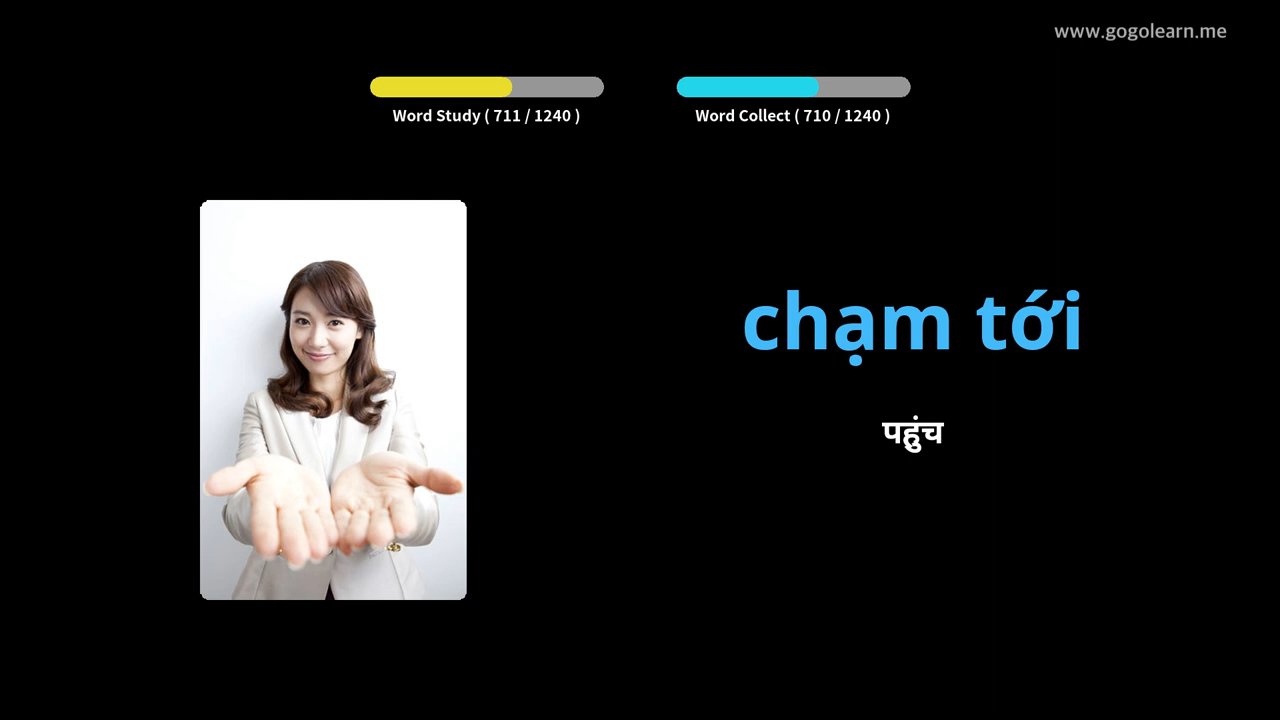 www.gogolearn.me
Word Study ( 711 / 1240 )
Word Collect ( 710 / 1240 )
chạm tới
पहुंच